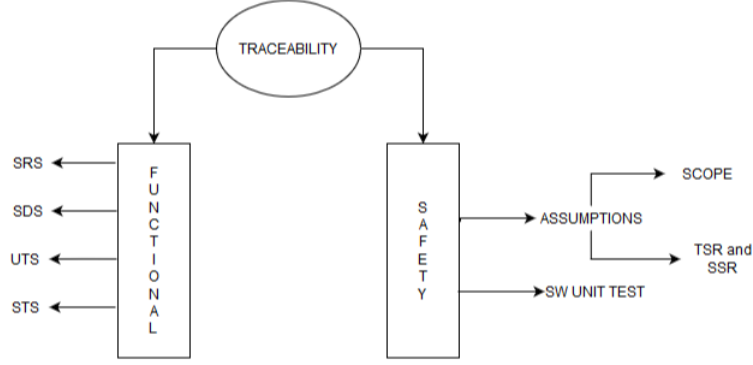 TRACEABILITY
FUNCTIONAL
SRS
SDS
UTS
STS
SAFETY
ASSUMPTIONS
SCOPE
TSR and
SSR
SW UNIT TEST